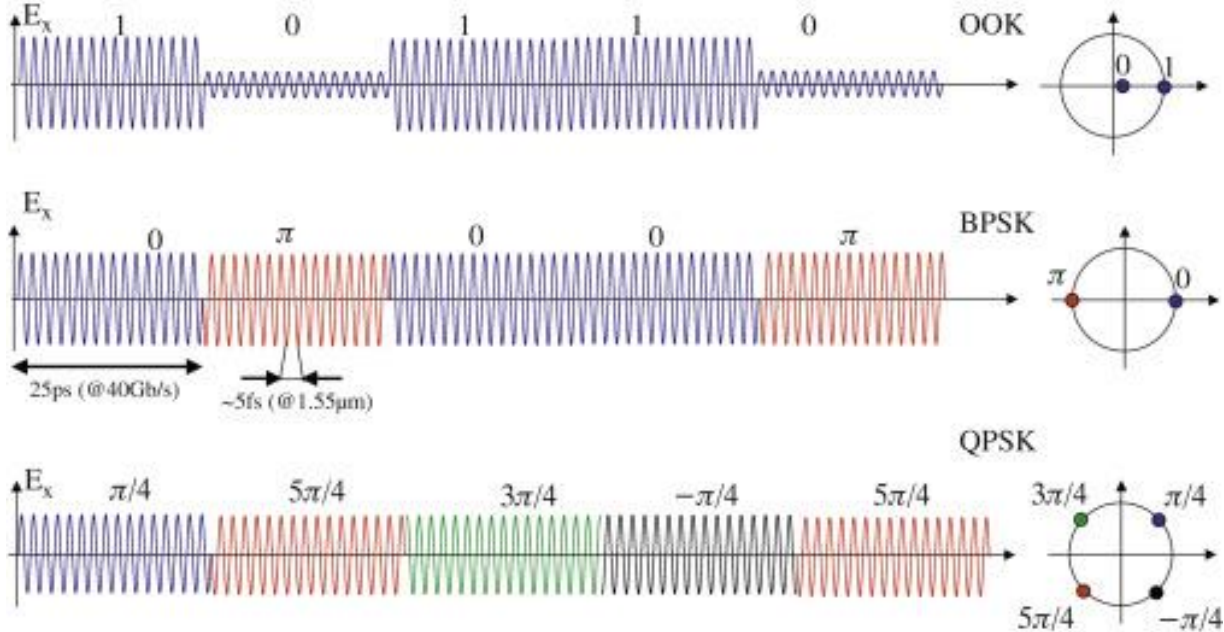 Eₓ 1 0 1 1 0 OOK
0 1
Eₓ 0 π 0 0 π BPSK
π 0
25ps (@40Gb/s)
~5fs (@1.55μm)
QPSK
Eₓ π/4 5π/4 3π/4 −π/4 5π/4
3π/4 π/4
5π/4 −π/4